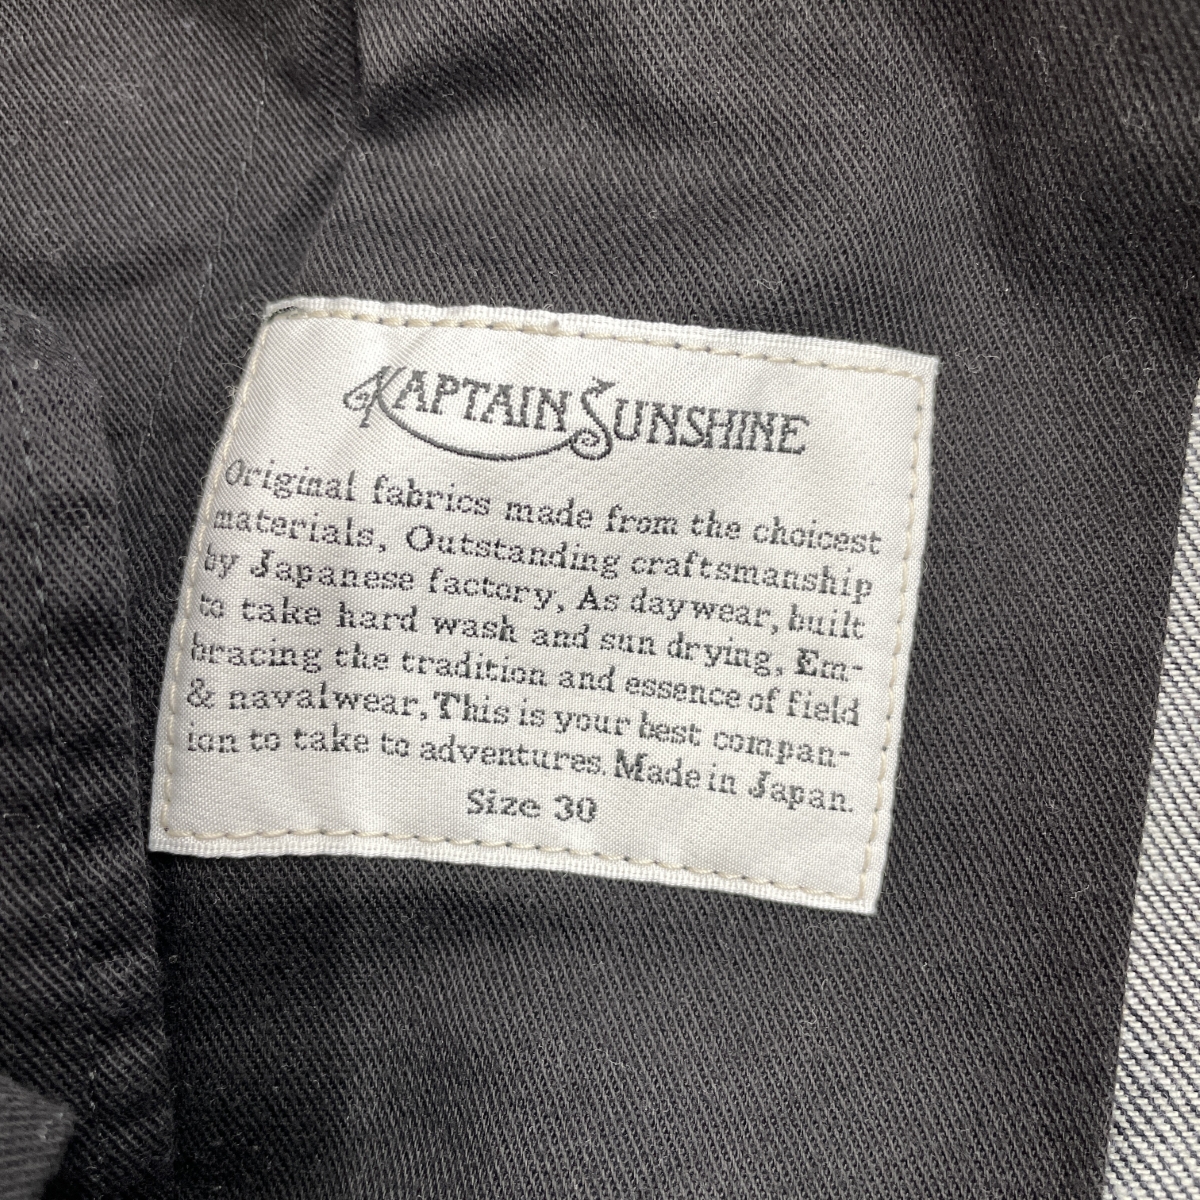 KAPTAIN SUNSHINE
Original fabrics made from the choicest
materials, Outstanding craftsmanship
by Japanese factory, As daywear, built
to take hard wash and sun drying, Em-
bracing the tradition and essence of field
& navalwear, This is your best compan-
ion to take to adventures. Made in Japan.
Size 30